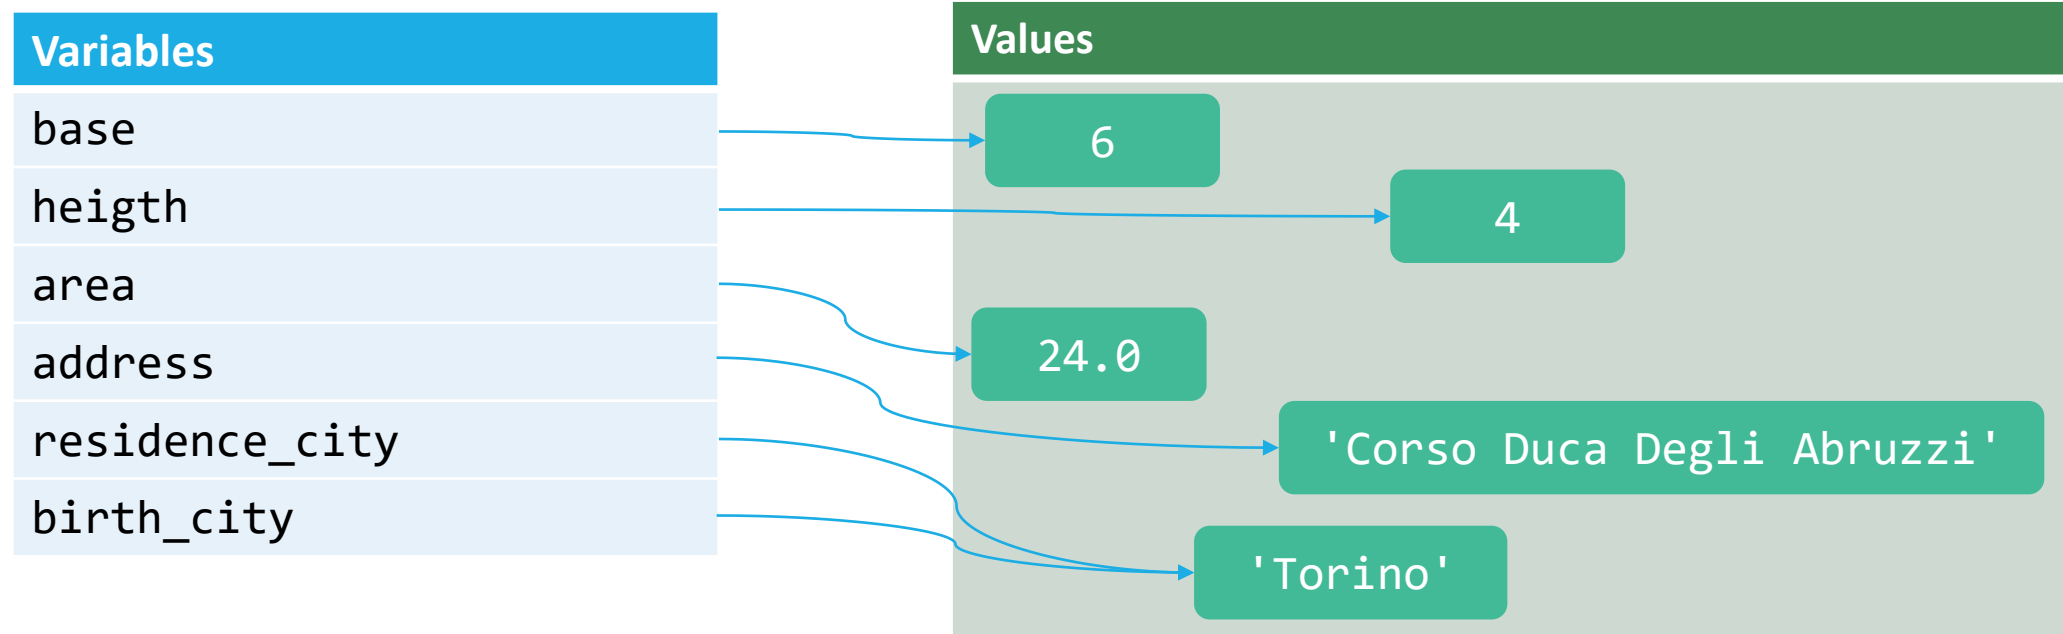 Variables
base
heigth
area
address
residence_city
birth_city
Values
6
4
24.0
'Corso Duca Degli Abruzzi'
'Torino'